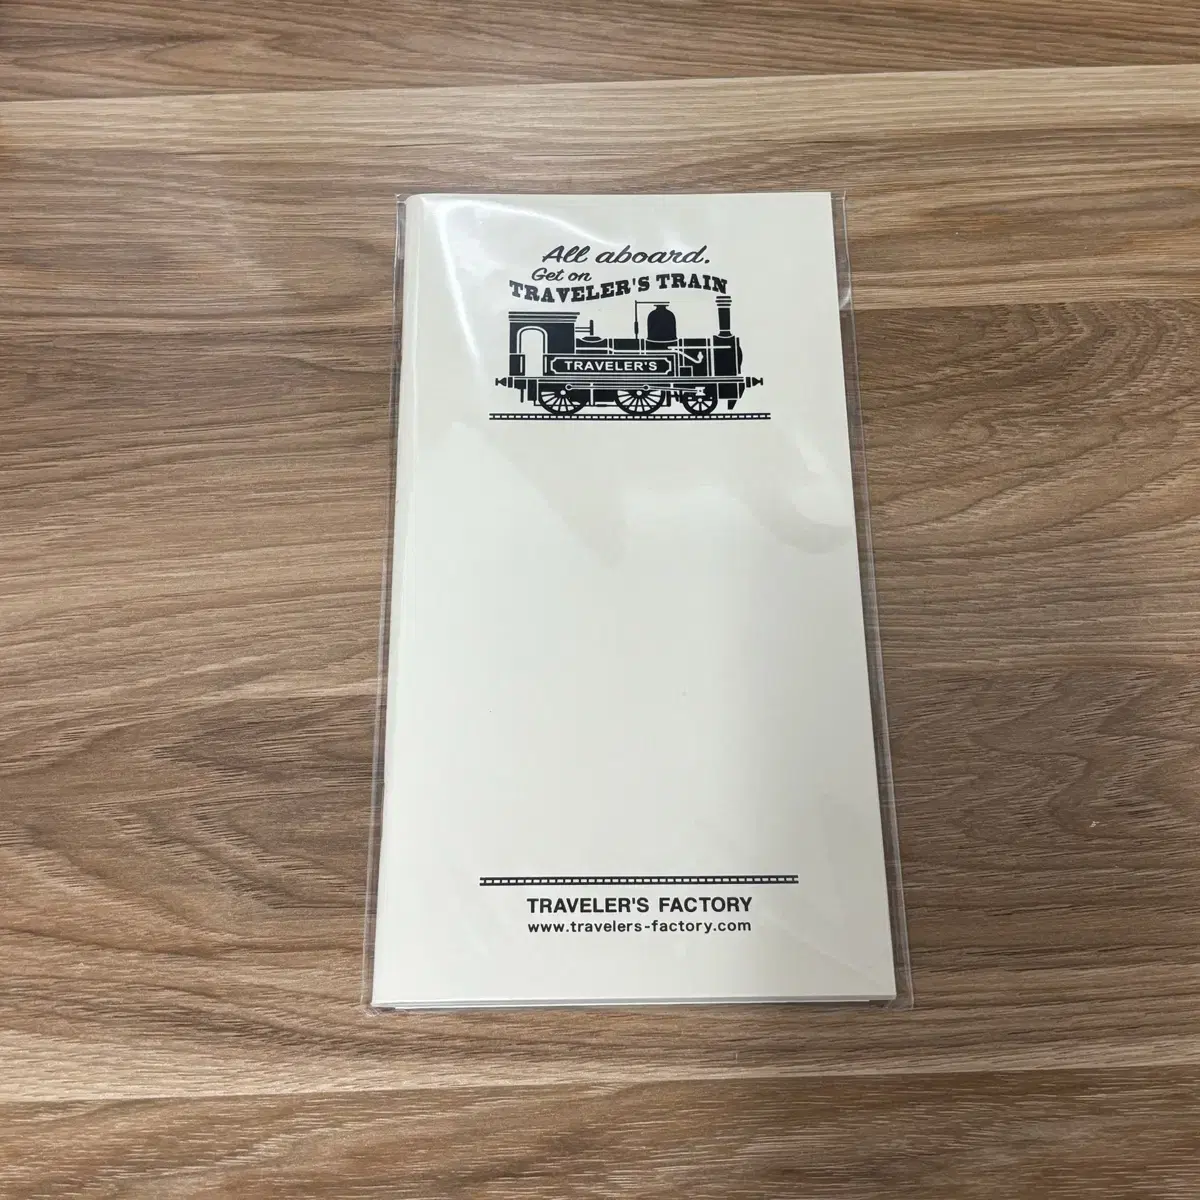 All aboard.
Get on
TRAVELER'S TRAIN
TRAVELER'S
TRAVELER'S FACTORY
www.travelers-factory.com